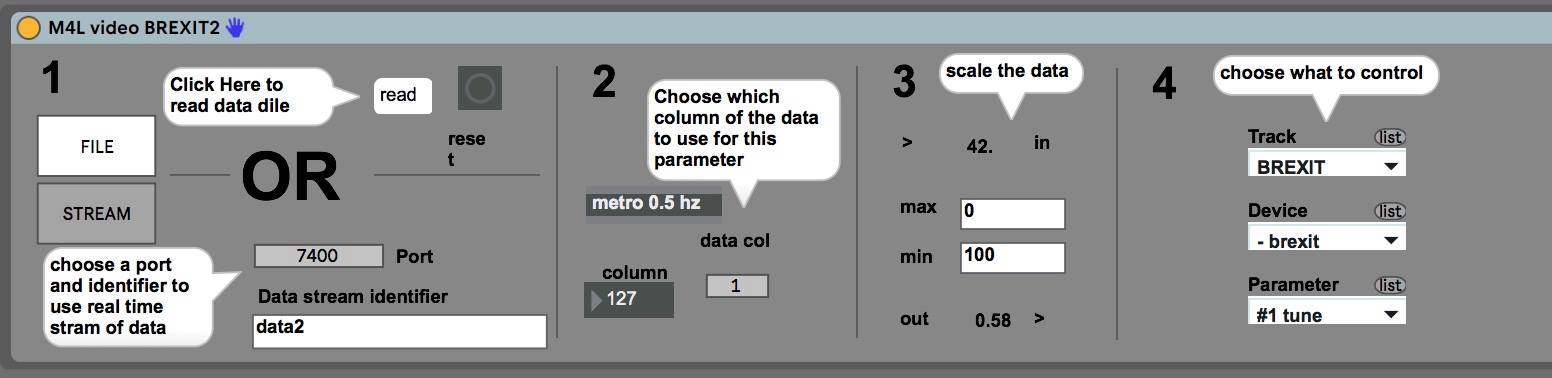 M4L video BREXIT2
1
Click Here to
read data dile
read
rese
t
FILE
OR
STREAM
choose a port
and identifier to
use real time
stram of data
7400
Port
Data stream identifier
data2
2
Choose which
column of the data
to use for this
parameter
metro 0.5 hz
data col
column
127
1
3
scale the data
> 42. in
max
0
min
100
out 0.58 >
4
choose what to control
Track
list
BREXIT
Device
list
- brexit
Parameter
list
#1 tune